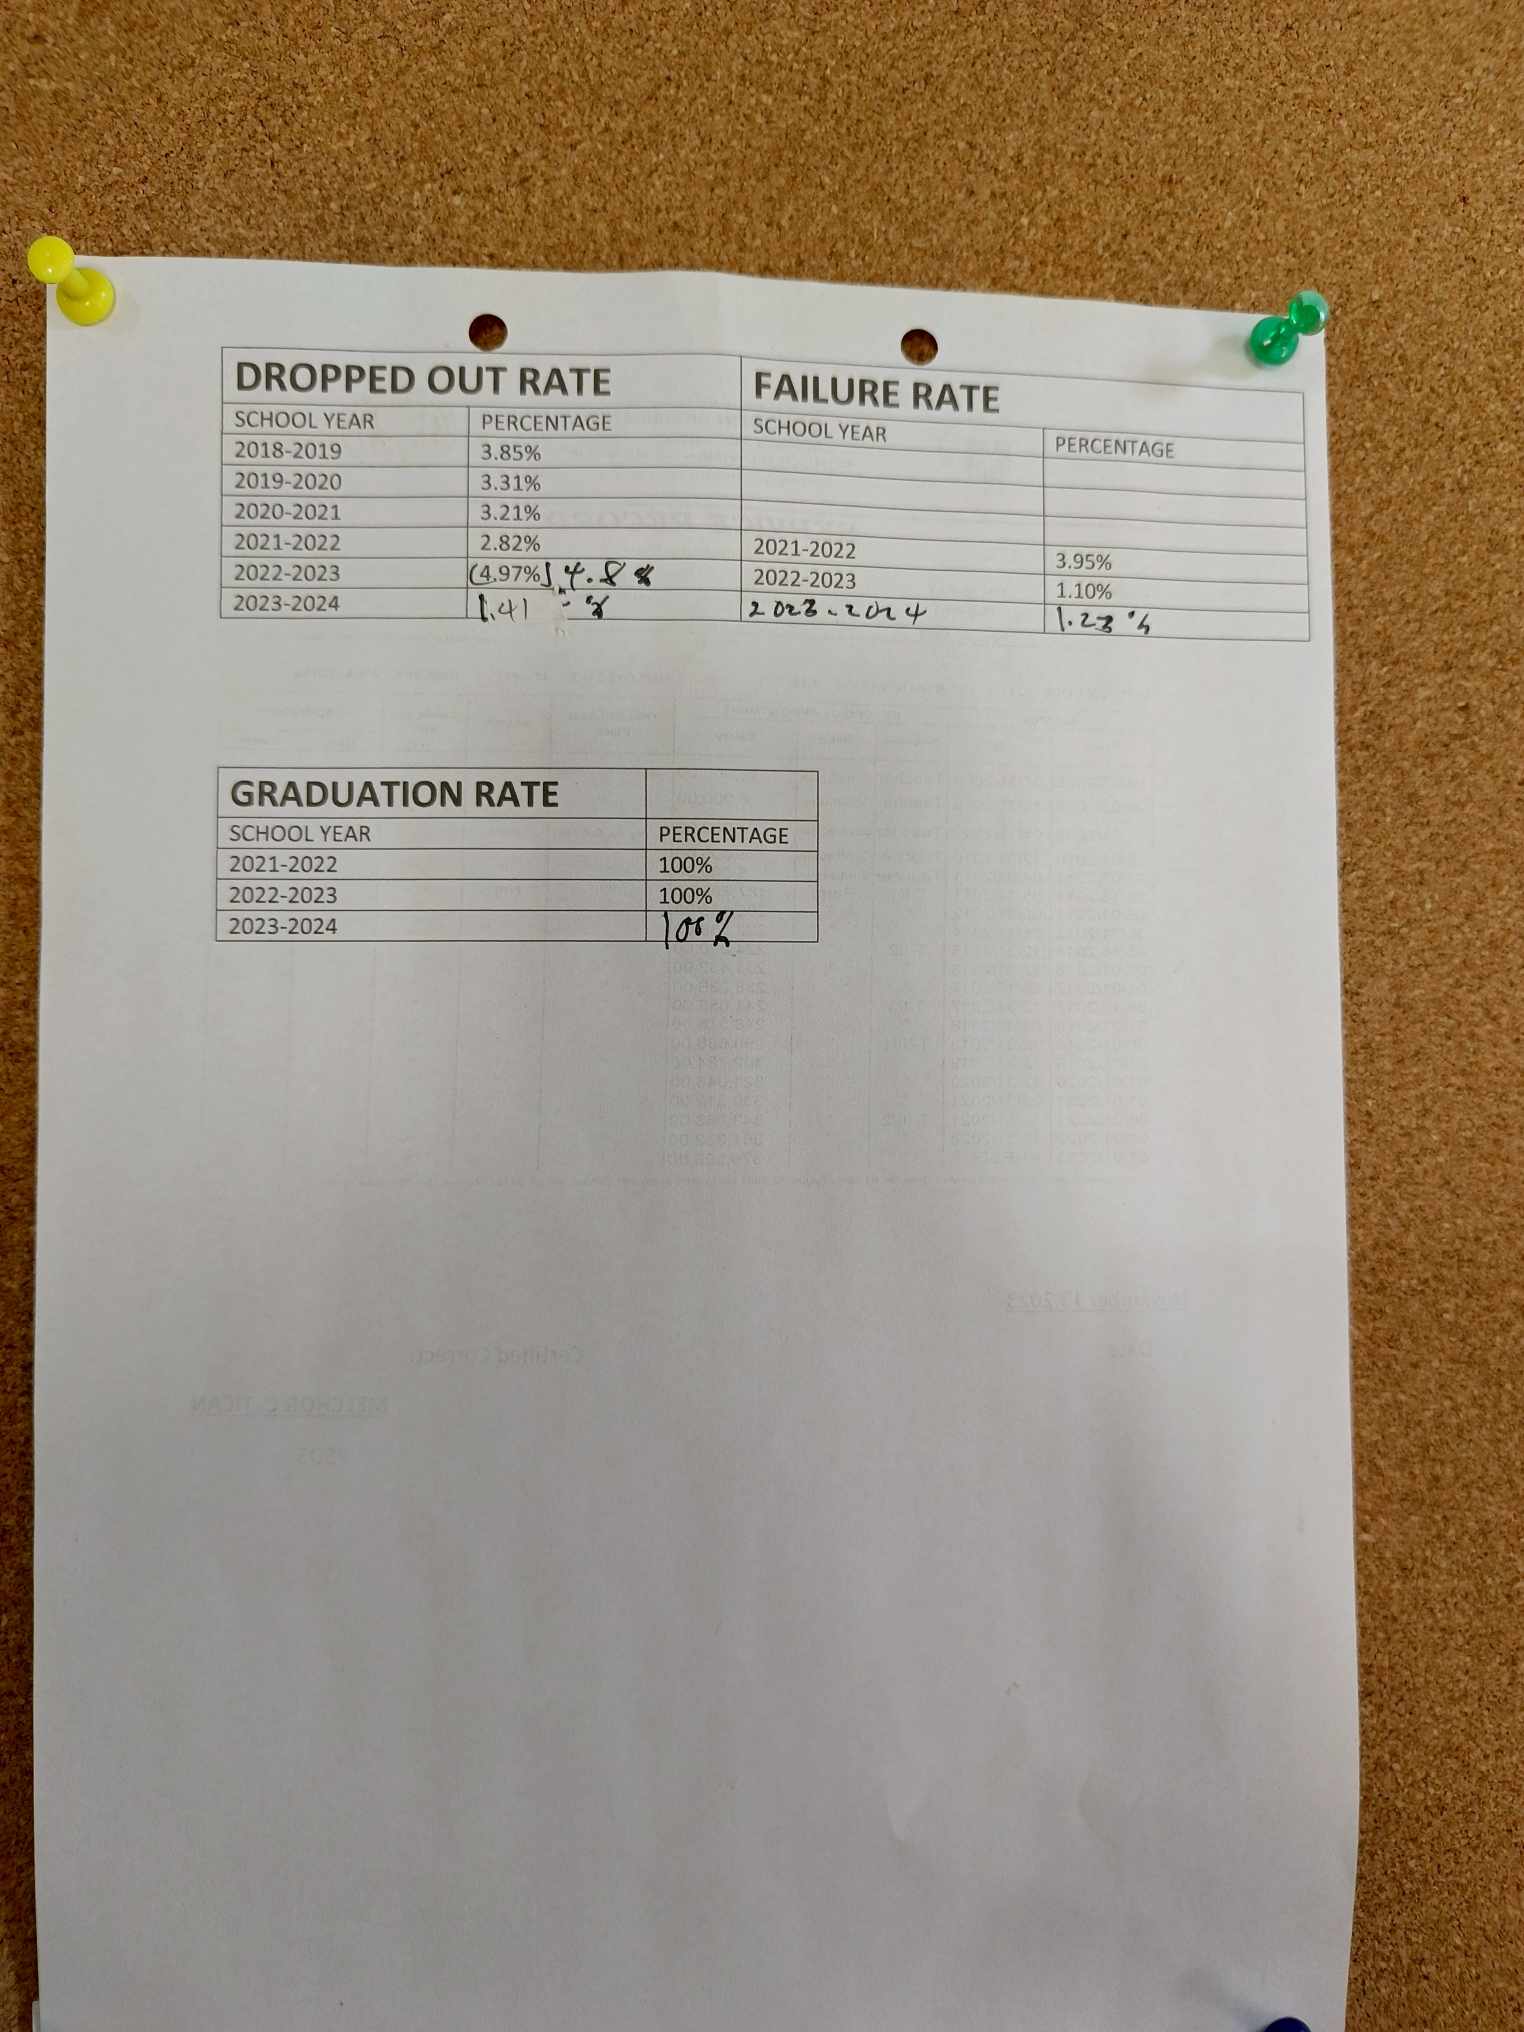 DROPPED OUT RATE FAILURE RATE
SCHOOL YEAR PERCENTAGE SCHOOL YEAR PERCENTAGE
2018-2019 3.85%
2019-2020 3.31%
2020-2021 3.21%
2021-2022 2.82% 2021-2022 3.95%
2022-2023 (4.97%) 4.8% 2022-2023 1.10%
2023-2024 1.41 % 2023-2024 1.23%
GRADUATION RATE
SCHOOL YEAR PERCENTAGE
2021-2022 100%
2022-2023 100%
2023-2024 100%